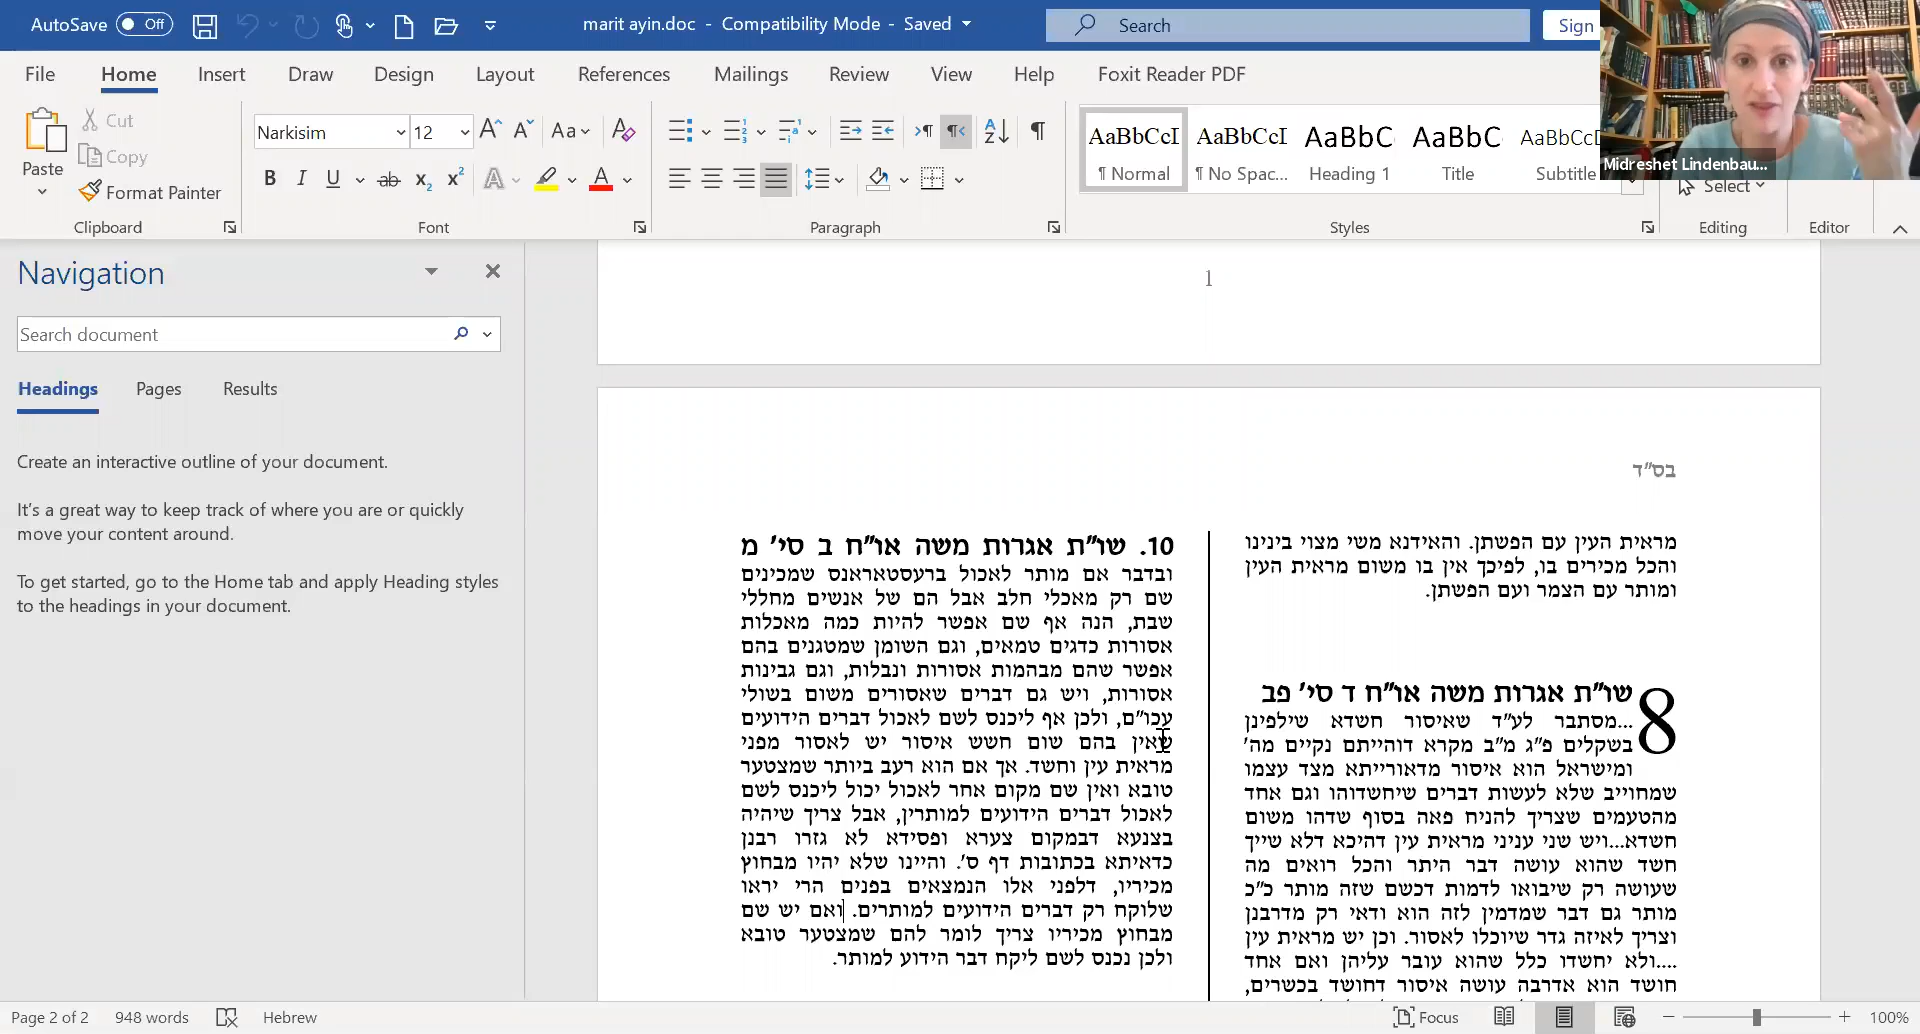 AutoSave Off
marit ayin.doc - Compatibility Mode - Saved
Search
Sign
File Home Insert Draw Design Layout References Mailings Review View Help Foxit Reader PDF
Midreshet Lindenbau...
Paste
Cut
Copy
Format Painter
Clipboard
Narkisim 12
Font
Paragraph
AaBbCcI AaBbCcI AaBbC AaBbC AaBbCcD
¶ Normal ¶ No Spac... Heading 1 Title Subtitle
Styles
Select
Editing
Editor
Navigation
Search document
Headings Pages Results
Create an interactive outline of your document.
It's a great way to keep track of where you are or quickly
move your content around.
To get started, go to the Home tab and apply Heading styles
to the headings in your document.
1
בס"ד
מראית העין עם הפשתן. והאידנא משי מצוי בינינו
והכל מכירים בו, לפיכך אין בו משום מראית העין
ומותר עם הצמר ועם הפשתן.
8
שו"ת אגרות משה או"ח ד סי' פב
...מסתבר לע"ד שאיסור חשדא שילפינן
בשקלים פ"ג מ"ב מקרא דוהייתם נקיים מה'
ומישראל הוא איסור מדאורייתא מצד עצמו
שמחוייב שלא לעשות דברים שיחשדוהו וגם אחד
מהטעמים שצריך להניח פאה בסוף שדהו משום
חשדא...ויש שני עניני מראית עין דהיכא דלא שייך
חשד שהוא עושה דבר היתר והכל רואים מה
שעושה רק שיבואו לדמות דכשם שזה מותר כ"כ
מותר גם דבר שמדמין לזה הוא ודאי רק מדרבנן
וצריך לאיזה גדר שיוכלו לאסור. וכן יש מראית עין
....ולא יחשדו כלל שהוא עובר עליהן ואם אחד
חושד הוא אדרבה עושה איסור דחושד בכשרים,
10. שו"ת אגרות משה או"ח ב סי' מ
ובדבר אם מותר לאכול ברעסטאראנס שמכינים
שם רק מאכלי חלב אבל הם של אנשים מחללי
שבת, הנה אף שם אפשר להיות כמה מאכלות
אסורות כדגים טמאים, וגם השומן שמטגנים בהם
אפשר שהם מבהמות אסורות ונבלות, וגם גבינות
אסורות, ויש גם דברים שאסורים משום בשולי
עכו"ם, ולכן אף ליכנס לשם לאכול דברים הידועים
שאין בהם שום חשש איסור יש לאסור מפני
מראית עין וחשד. אך אם הוא רעב ביותר שמצטער
טובא ואין שם מקום אחר לאכול יכול ליכנס לשם
לאכול דברים הידועים למותרין, אבל צריך שיהיה
בצנעא דבמקום צערא ופסידא לא גזרו רבנן
כדאיתא בכתובות דף ס'. והיינו שלא יהיו מבחוץ
מכיריו, דלפני אלו הנמצאים בפנים הרי יראו
שלוקח רק דברים הידועים למותרים. ואם יש שם
מבחוץ מכיריו צריך לומר להם שמצטער טובא
ולכן נכנס לשם ליקח דבר הידוע למותר.
Page 2 of 2 948 words Hebrew
Focus 100%